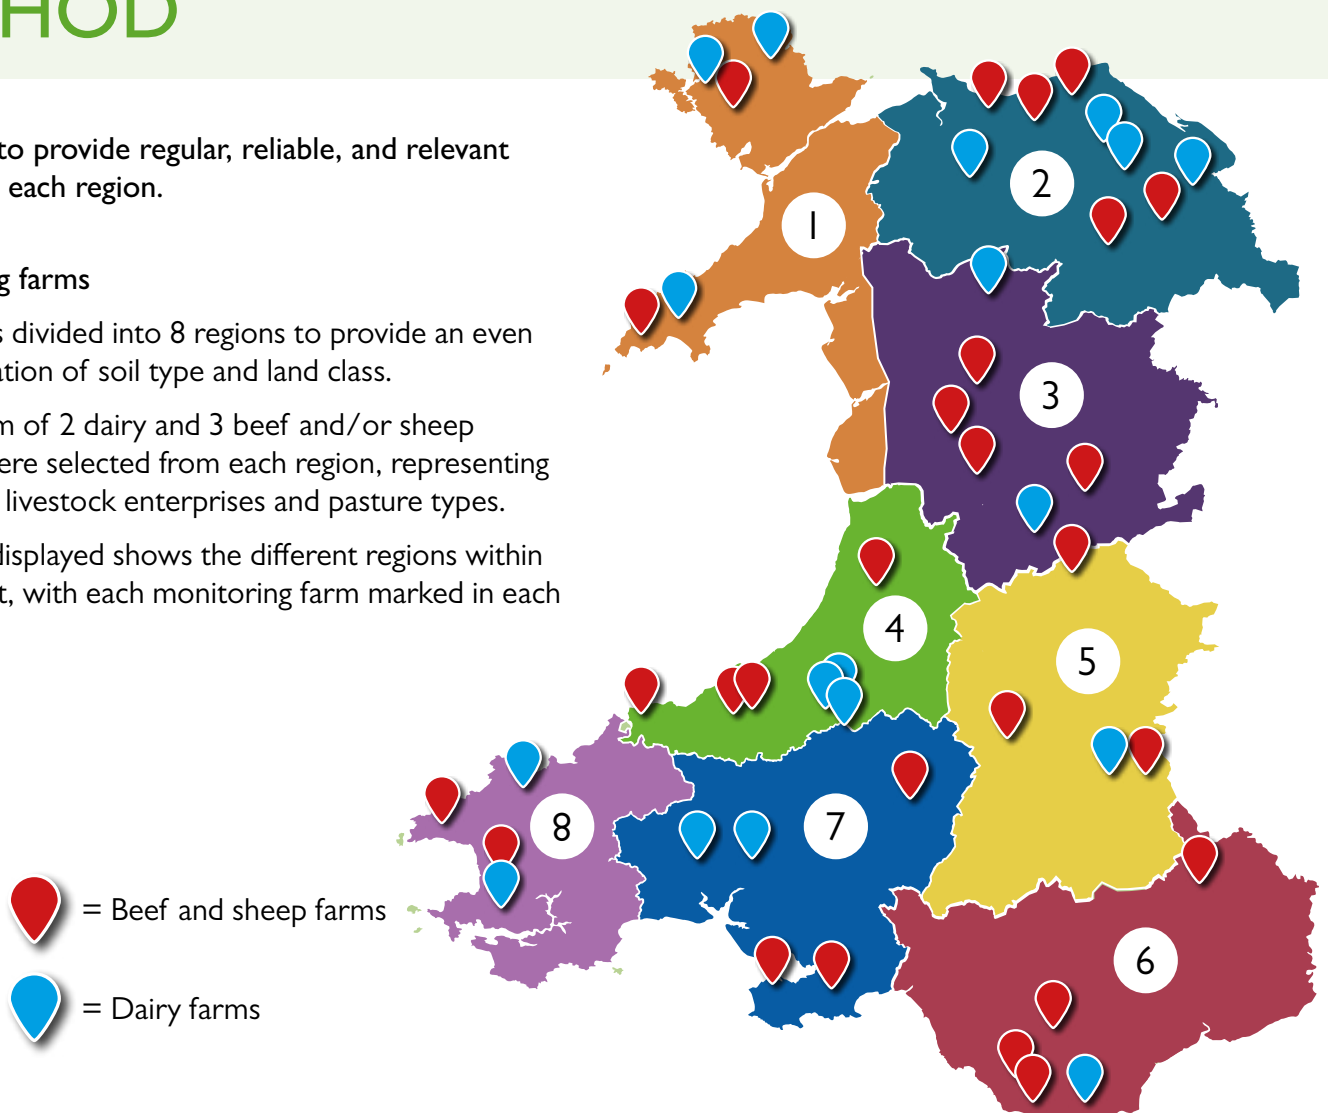 HOD
to provide regular, reliable, and relevant
each region.
g farms
s divided into 8 regions to provide an even
ation of soil type and land class.
m of 2 dairy and 3 beef and/or sheep
ere selected from each region, representing
livestock enterprises and pasture types.
displayed shows the different regions within
t, with each monitoring farm marked in each
= Beef and sheep farms
= Dairy farms
1
2
3
4
5
6
7
8